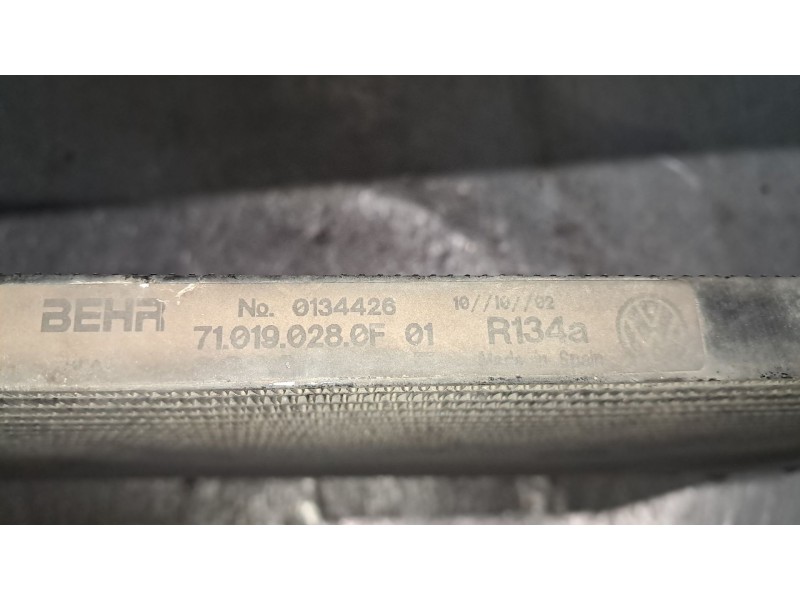 BEHR No. 0134426 10//10//02
71.019.028.0F 01 R134a
Made in Spain